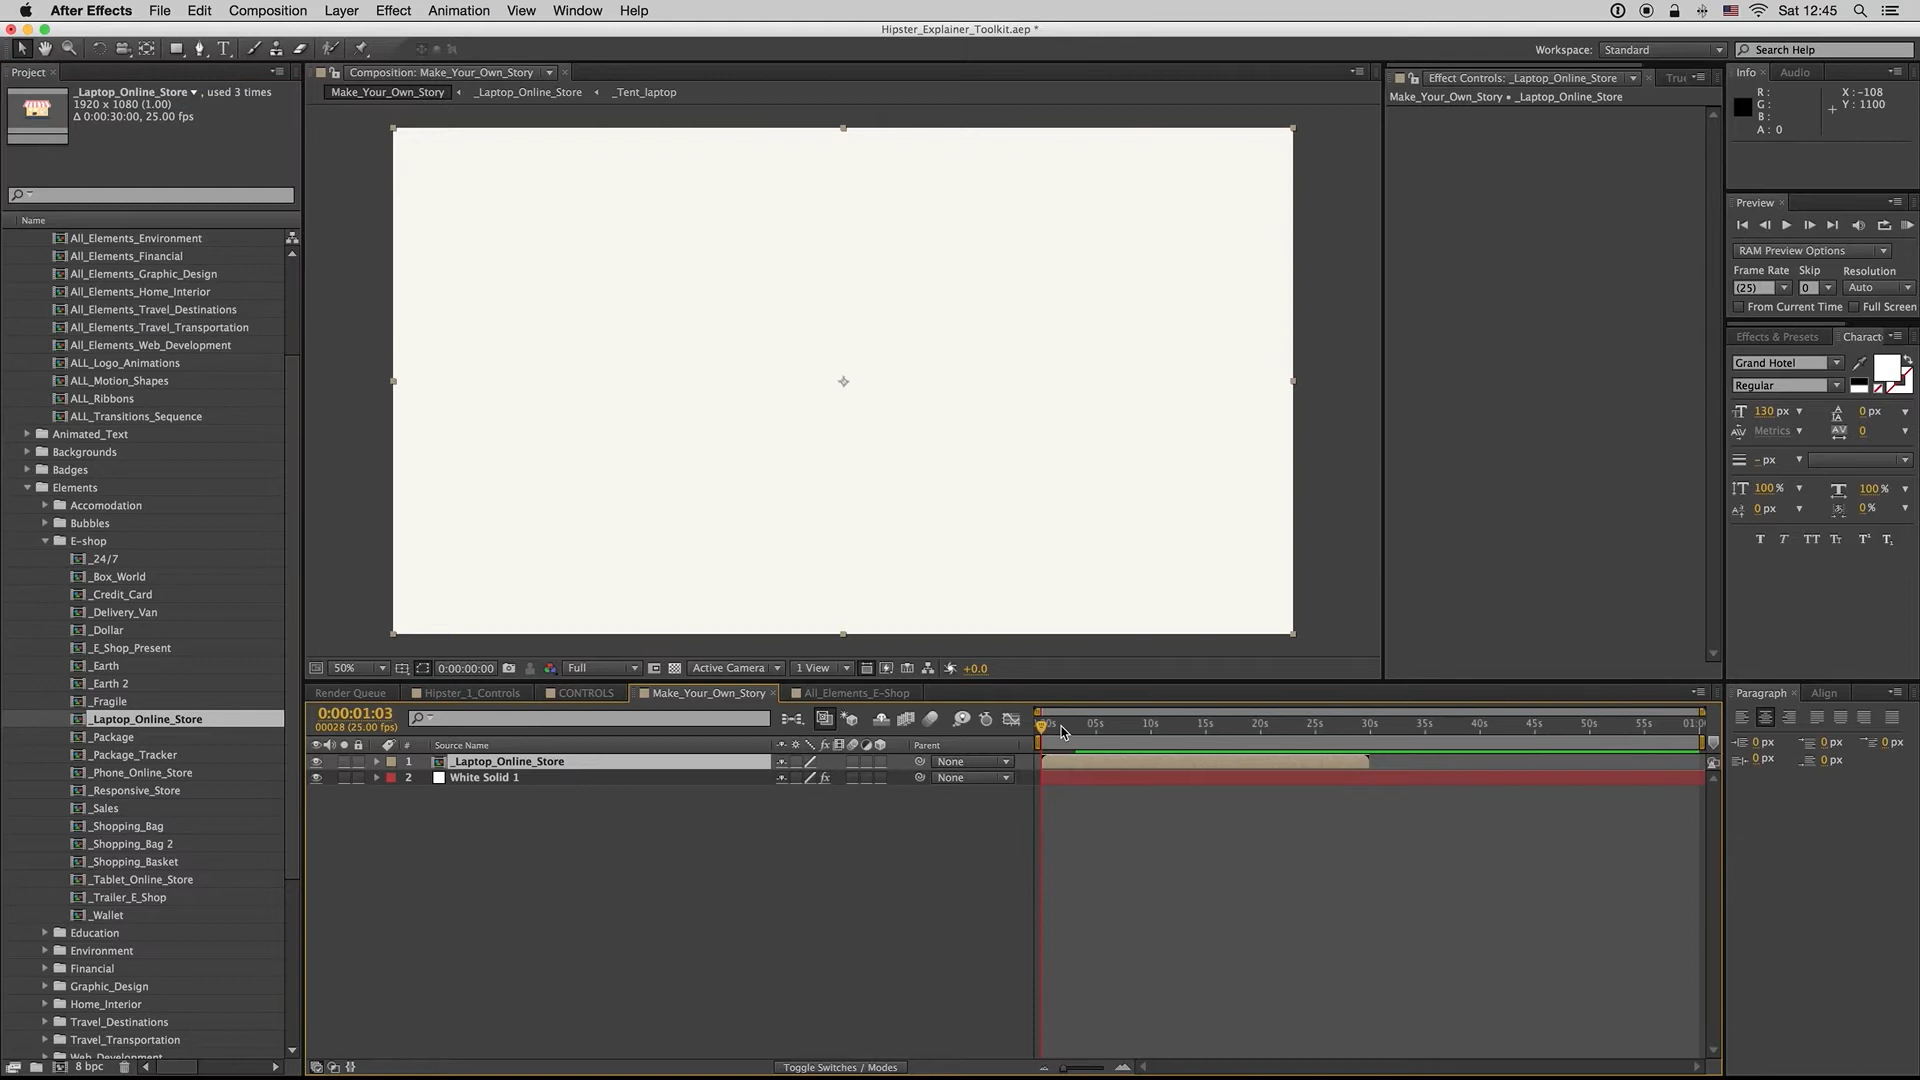 After Effects File Edit Composition Layer Effect Animation View Window Help Sat 12:45
Hipster_Explainer_Toolkit.aep *
Workspace: Standard Search Help
Project
_Laptop_Online_Store , used 3 times
1920 x 1080 (1.00)
Δ 0:00:30:00, 25.00 fps
Name
All_Elements_Environment
All_Elements_Financial
All_Elements_Graphic_Design
All_Elements_Home_Interior
All_Elements_Travel_Destinations
All_Elements_Travel_Transportation
All_Elements_Web_Development
ALL_Logo_Animations
ALL_Motion_Shapes
ALL_Ribbons
ALL_Transitions_Sequence
Animated_Text
Backgrounds
Badges
Elements
Accomodation
Bubbles
E-shop
_24/7
_Box_World
_Credit_Card
_Delivery_Van
_Dollar
_E_Shop_Present
_Earth
_Earth 2
_Fragile
_Laptop_Online_Store
_Package
_Package_Tracker
_Phone_Online_Store
_Responsive_Store
_Sales
_Shopping_Bag
_Shopping_Bag 2
_Shopping_Basket
_Tablet_Online_Store
_Trailer_E_Shop
_Wallet
Education
Environment
Financial
Graphic_Design
Home_Interior
Travel_Destinations
Travel_Transportation
Web_Development
8 bpc
Composition: Make_Your_Own_Story
Make_Your_Own_Story _Laptop_Online_Store _Tent_laptop
50% 0:00:00:00 Full Active Camera 1 View +0.0
Effect Controls: _Laptop_Online_Store
Make_Your_Own_Story • _Laptop_Online_Store
Info Audio
R : X : -108
G : Y : 1100
B :
A : 0
Preview
RAM Preview Options
Frame Rate Skip Resolution
(25) 0 Auto
From Current Time Full Screen
Effects & Presets Charact
Grand Hotel
Regular
130 px 0 px
Metrics 0
- px
100 % 100 %
0 px 0 %
T T TT Tt T¹ T₁
Render Queue Hipster_1_Controls CONTROLS Make_Your_Own_Story All_Elements_E-Shop
0:00:01:03
00028 (25.00 fps)
05s 10s 15s 20s 25s 30s 35s 40s 45s 50s 55s
# Source Name fx Parent
1 _Laptop_Online_Store None
2 White Solid 1 fx None
Toggle Switches / Modes
Paragraph Align
0 px 0 px 0 px
0 px 0 px